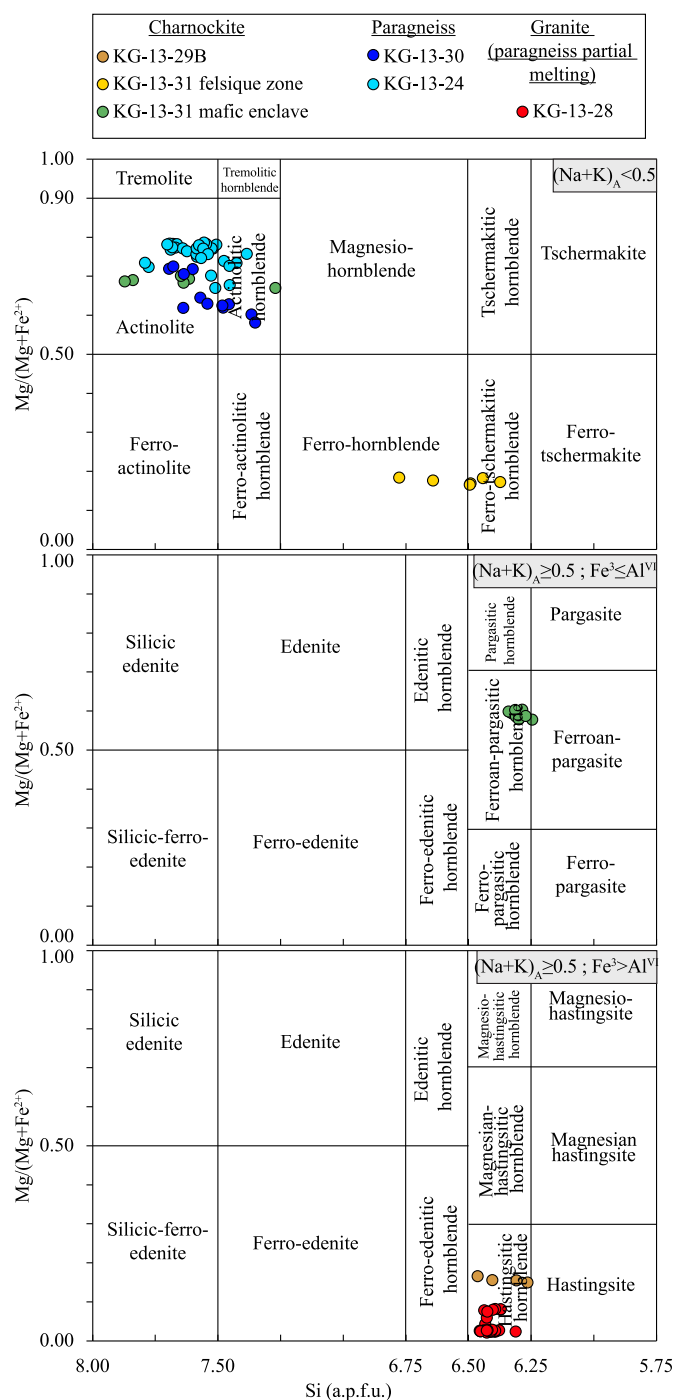 Charnockite
KG-13-29B
KG-13-31 felsique zone
KG-13-31 mafic enclave
Paragneiss
KG-13-30
KG-13-24
Granite
(paragneiss partial
melting)
KG-13-28
1.00
0.90
0.50
0.00
Mg/(Mg+Fe²⁺)
(Na+K)A<0.5
Tremolite
Tremolitic
hornblende
Actinolite
Actinolitic
hornblende
Magnesio-
hornblende
Tschermakitic
hornblende
Tschermakite
Ferro-
actinolite
Ferro-actinolitic
hornblende
Ferro-hornblende
Ferro-tschermakitic
hornblende
Ferro-
tschermakite
1.00
0.50
0.00
Mg/(Mg+Fe²⁺)
(Na+K)A≥0.5 ; Fe³≤Alⱽᴵ
Silicic
edenite
Edenite
Edenitic
hornblende
Pargasitic
hornblende
Pargasite
Ferroan-pargasitic
hornblende
Ferroan-
pargasite
Silicic-ferro-
edenite
Ferro-edenite
Ferro-edenitic
hornblende
Ferro-
pargasitic
hornblende
Ferro-
pargasite
1.00
0.50
0.00
Mg/(Mg+Fe²⁺)
(Na+K)A≥0.5 ; Fe³>Alⱽᴵ
Silicic
edenite
Edenite
Edenitic
hornblende
Magnesio-
hastingsitic
hornblende
Magnesio-
hastingsite
Magnesian-
hastingsitic
hornblende
Magnesian
hastingsite
Silicic-ferro-
edenite
Ferro-edenite
Ferro-edenitic
hornblende
Hastingsitic
hornblende
Hastingsite
8.00 7.50 6.75 6.50 6.25 5.75
Si (a.p.f.u.)